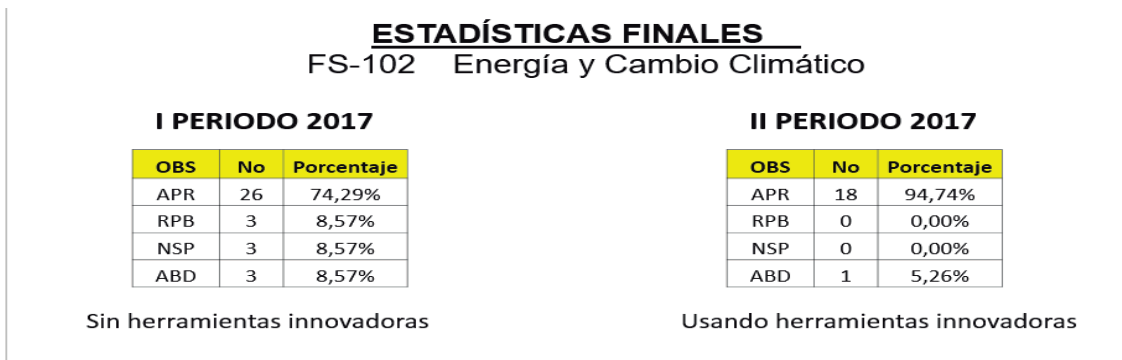 ESTADÍSTICAS FINALES
FS-102 Energía y Cambio Climático
I PERIODO 2017
OBS No Porcentaje
APR 26 74,29%
RPB 3 8,57%
NSP 3 8,57%
ABD 3 8,57%
Sin herramientas innovadoras
II PERIODO 2017
OBS No Porcentaje
APR 18 94,74%
RPB 0 0,00%
NSP 0 0,00%
ABD 1 5,26%
Usando herramientas innovadoras